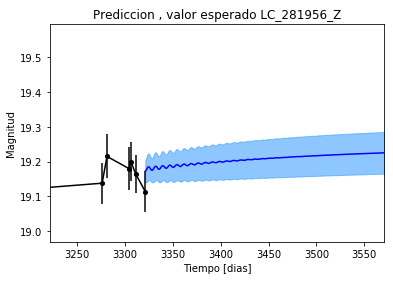 Prediccion , valor esperado LC_281956_Z
Magnitud
19.5
19.4
19.3
19.2
19.1
19.0
3250 3300 3350 3400 3450 3500 3550
Tiempo [dias]